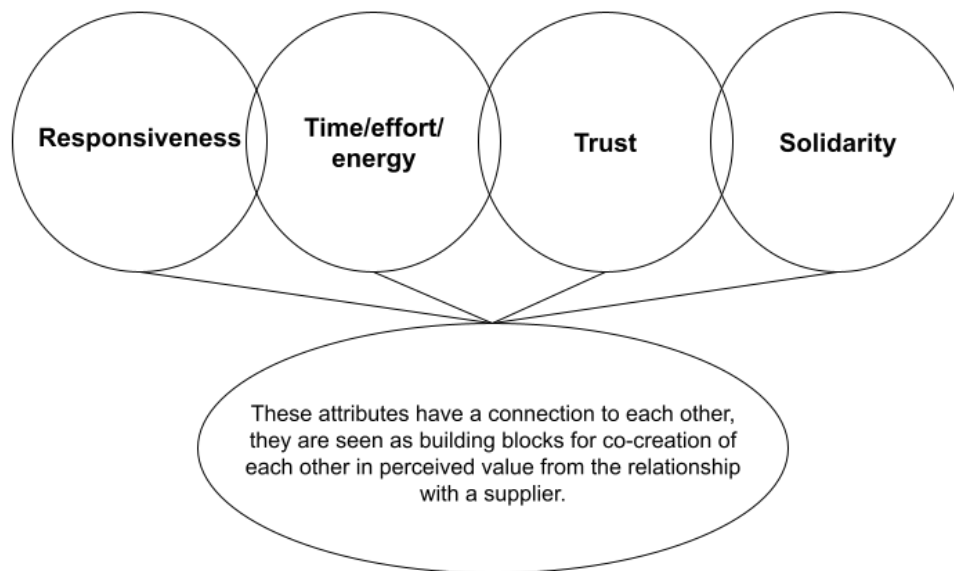 Responsiveness
Time/effort/
energy
Trust
Solidarity
These attributes have a connection to each other,
they are seen as building blocks for co-creation of
each other in perceived value from the relationship
with a supplier.